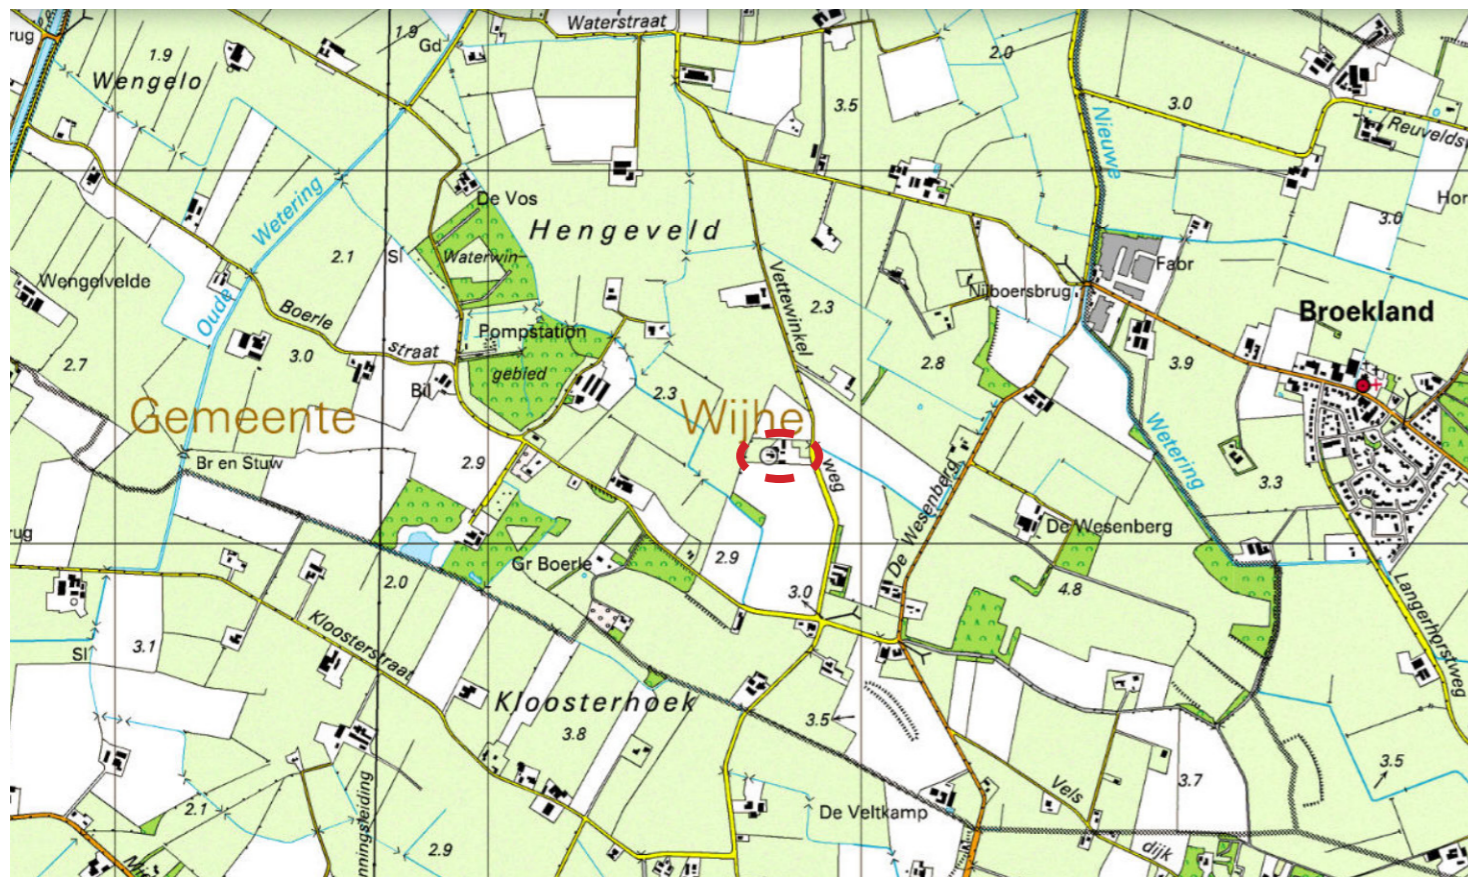 Waterstraat
rug
1.9
1.9
Gd
2.0
Wengelo
3.5
3.0
Nieuwe
Reuvelds
De Vos
Hor
Wetering
Hengeveld
3.0
2.1
Sl
Waterwin-
Fabr
Wengelvelde
Oude
Vettewinkel
2.3
Nijboersbrug
Broekland
Boerle
Pompstation
straat
3.0
2.7
gebied
2.8
3.9
Bil
2.3
Gemeente
Wijhe
Wetering
Br en Stuw
2.9
weg
De Wesenberg
3.3
De Wesenberg
rug
2.9
Gr Boerle
2.0
3.0
4.8
Langerhorstweg
Kloosterstraat
3.1
Sl
Kloosterhoek
3.5
3.8
3.5
3.7
Vels
2.1
nningsleiding
De Veltkamp
2.9
dijk